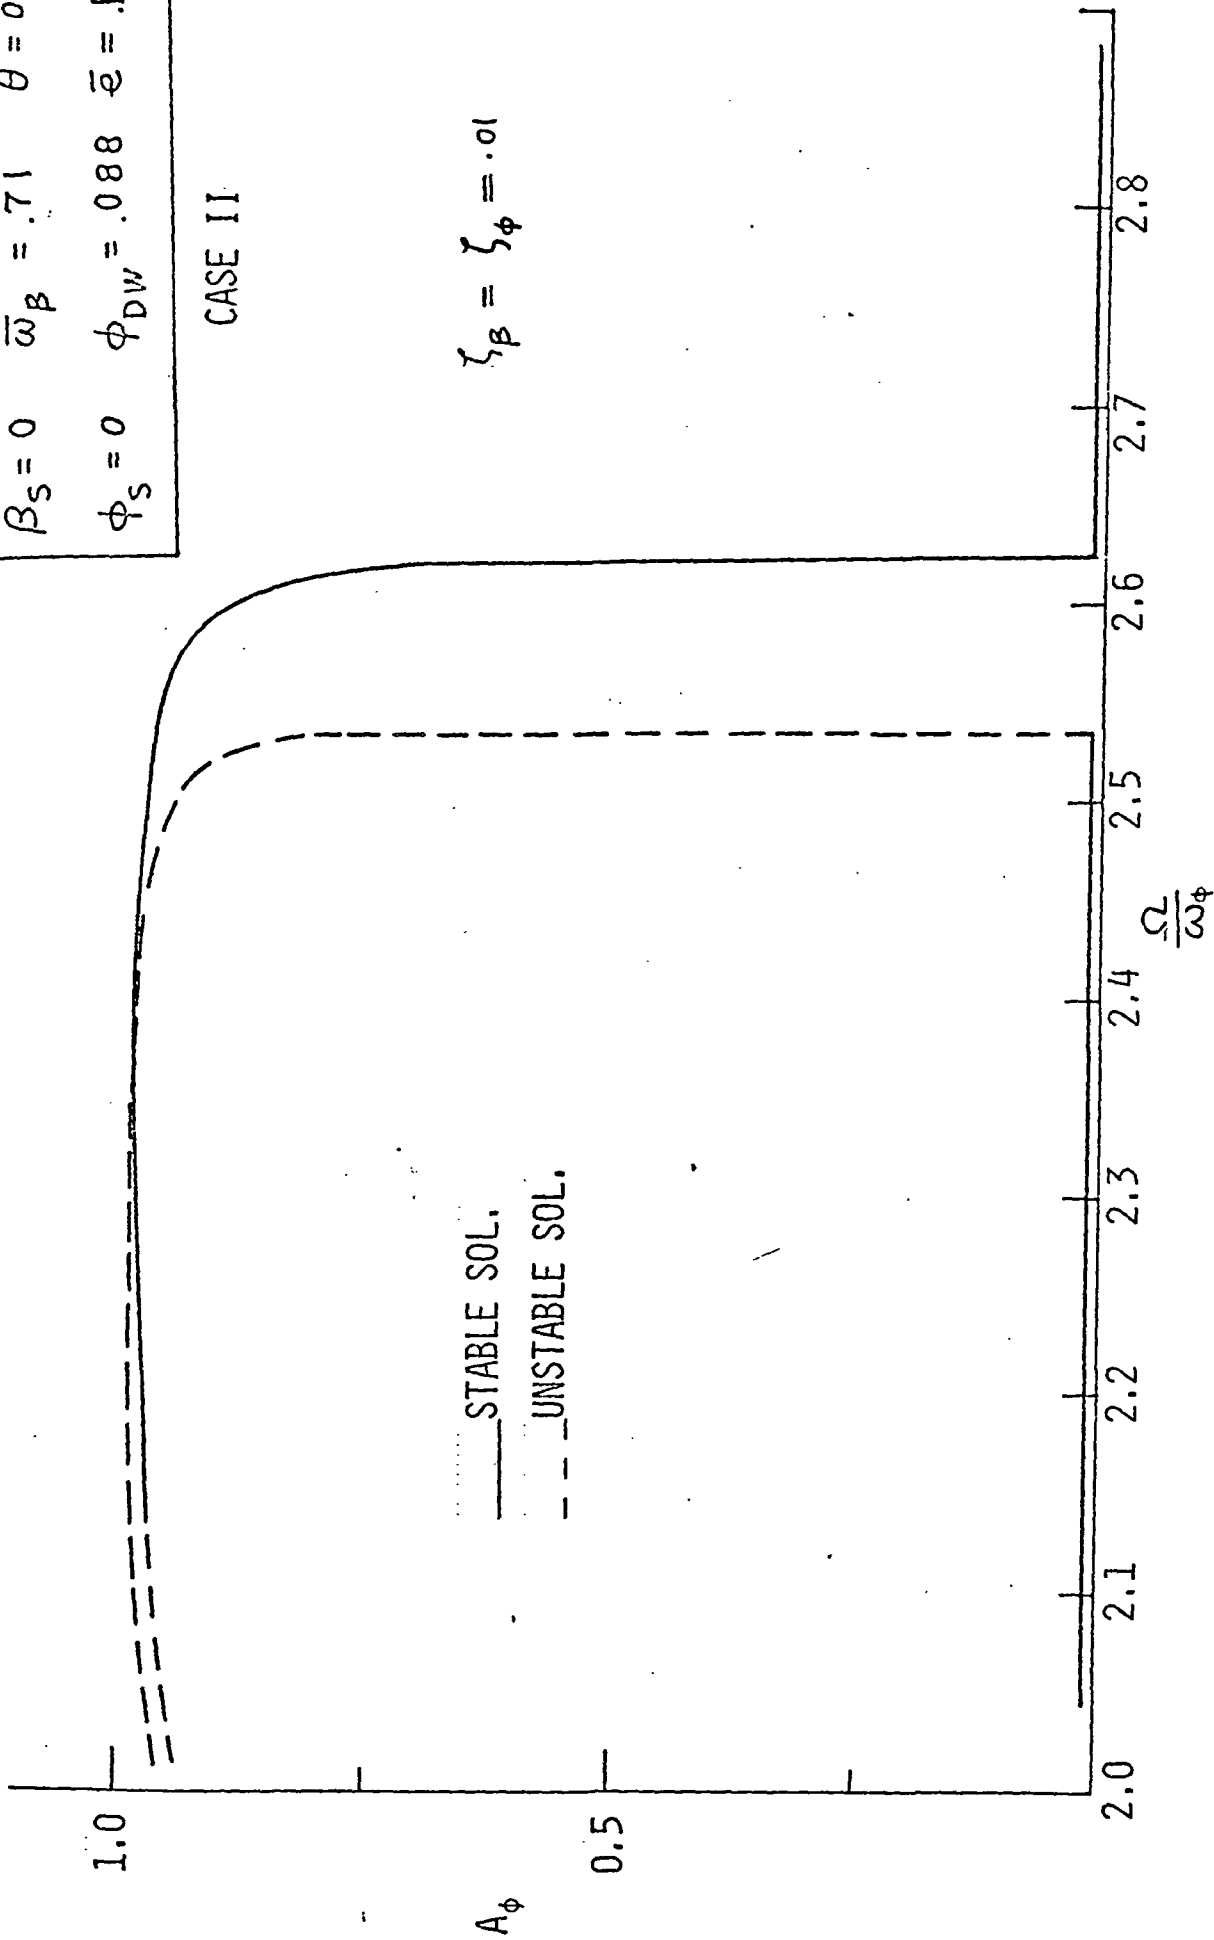 β_S = 0 ω̄_β = .71 θ = 0
φ_S = 0 φ_DW = .088 ē = .
CASE II
ζ_β = ζ_φ = .01
STABLE SOL.
UNSTABLE SOL.
A_φ
1.0
0.5
2.0 2.1 2.2 2.3 2.4 2.5 2.6 2.7 2.8
Ω/ω_φ